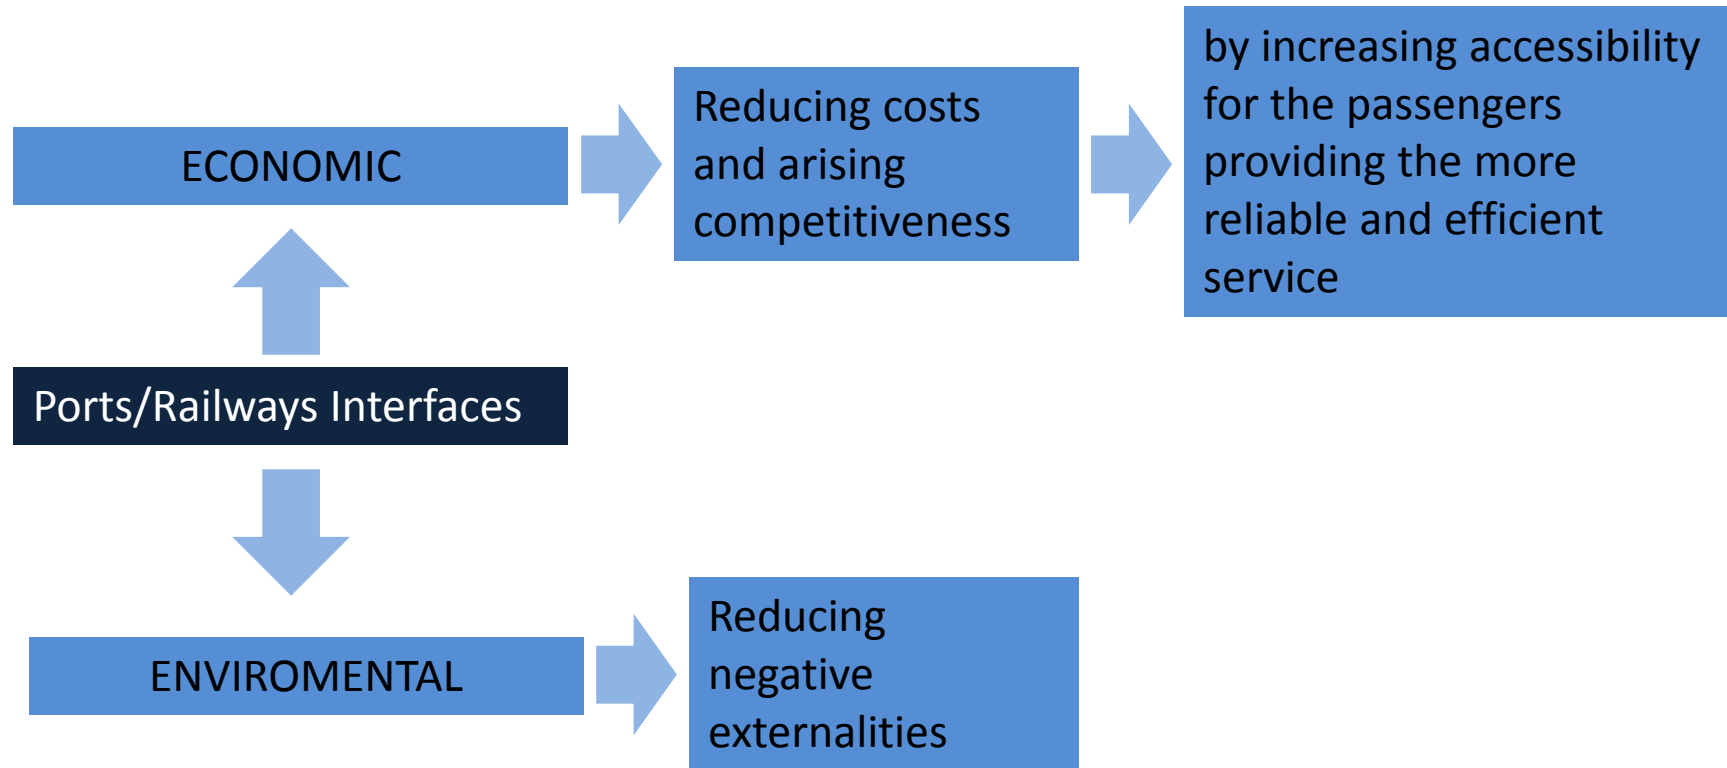 ECONOMIC
Reducing costs
and arising
competitiveness
by increasing accessibility
for the passengers
providing the more
reliable and efficient
service
Ports/Railways Interfaces
ENVIROMENTAL
Reducing
negative
externalities